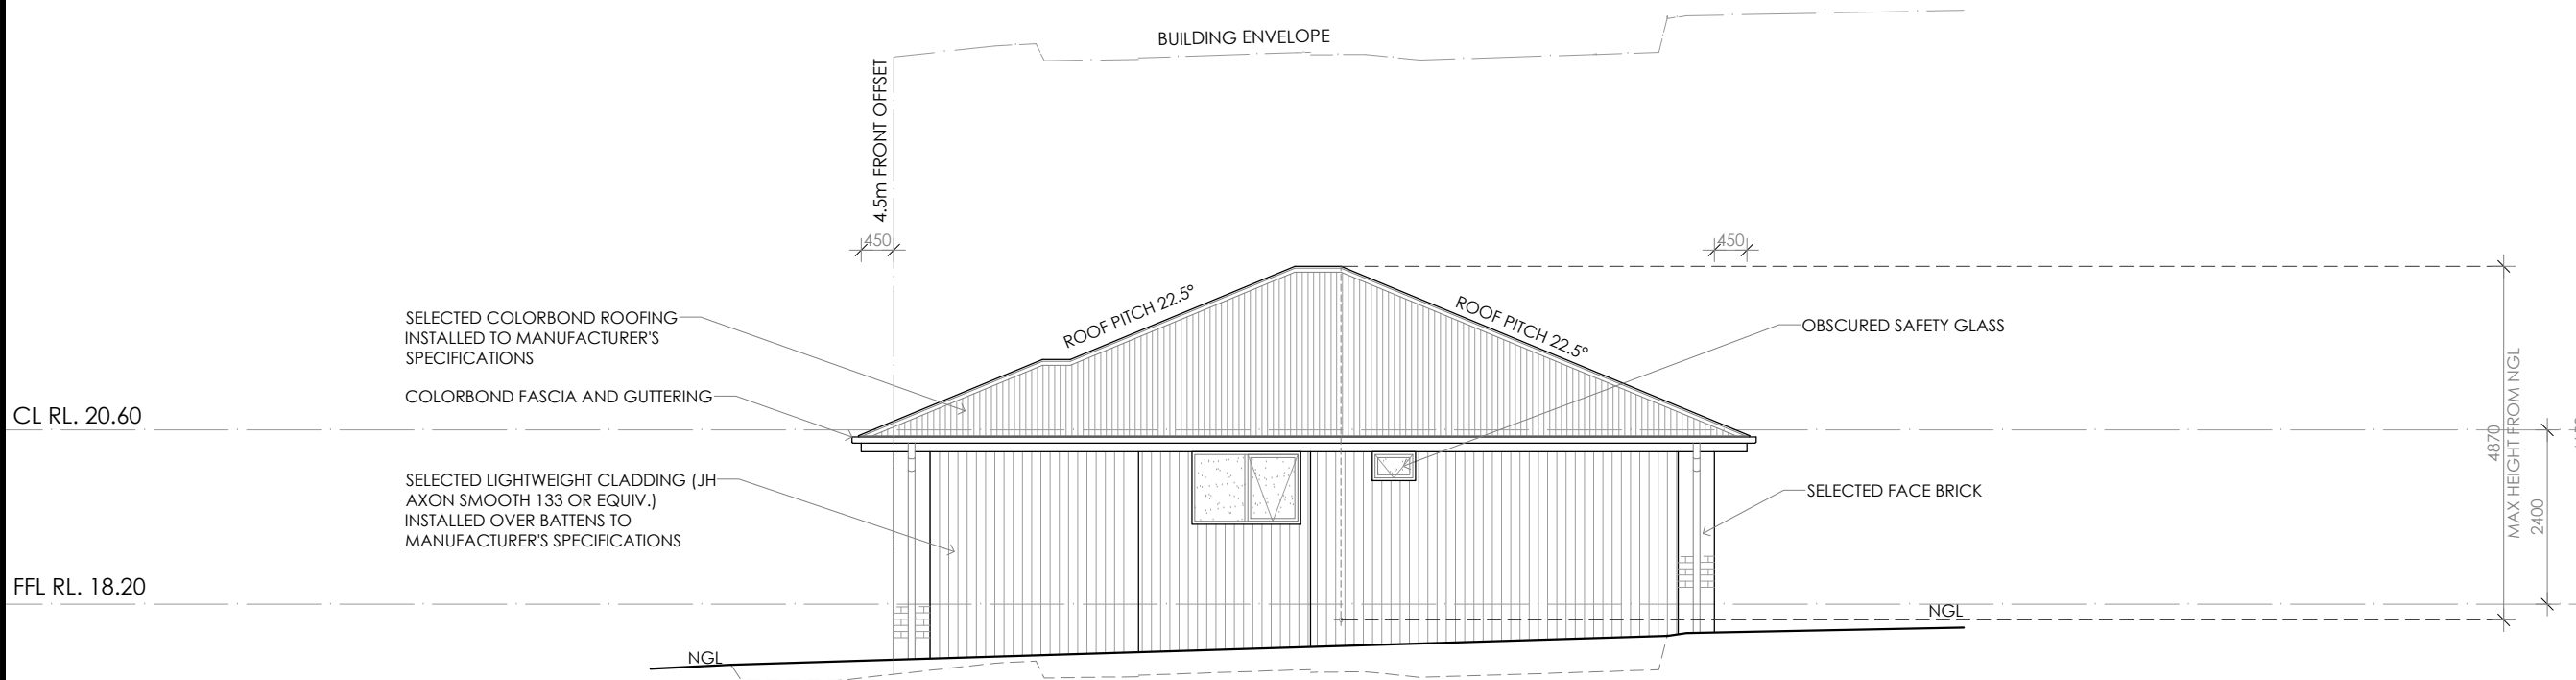 BUILDING ENVELOPE
4.5m FRONT OFFSET
450
450
ROOF PITCH 22.5°
ROOF PITCH 22.5°
SELECTED COLORBOND ROOFING
INSTALLED TO MANUFACTURER'S
SPECIFICATIONS
OBSCURED SAFETY GLASS
COLORBOND FASCIA AND GUTTERING
CL RL. 20.60
SELECTED LIGHTWEIGHT CLADDING (JH
AXON SMOOTH 133 OR EQUIV.)
INSTALLED OVER BATTENS TO
MANUFACTURER'S SPECIFICATIONS
SELECTED FACE BRICK
4870
MAX HEIGHT FROM NGL
2400
FFL RL. 18.20
NGL
NGL